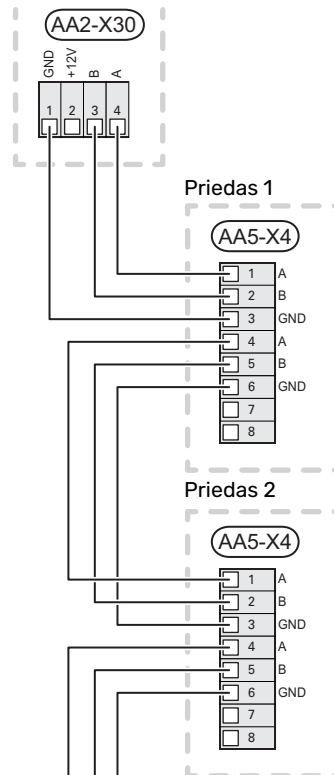 AA2-X30
GND +12V B A
1 2 3 4
Priedas 1
AA5-X4
1 A
2 B
3 GND
4 A
5 B
6 GND
7
8
Priedas 2
AA5-X4
1 A
2 B
3 GND
4 A
5 B
6 GND
7
8